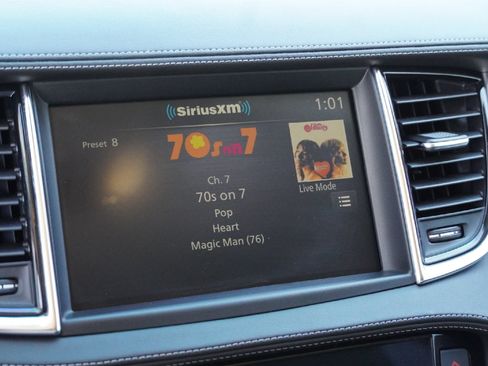 SiriusXM
1:01
Preset 8
70s on 7
Ch. 7
70s on 7
Pop
Heart
Magic Man (76)
Live Mode